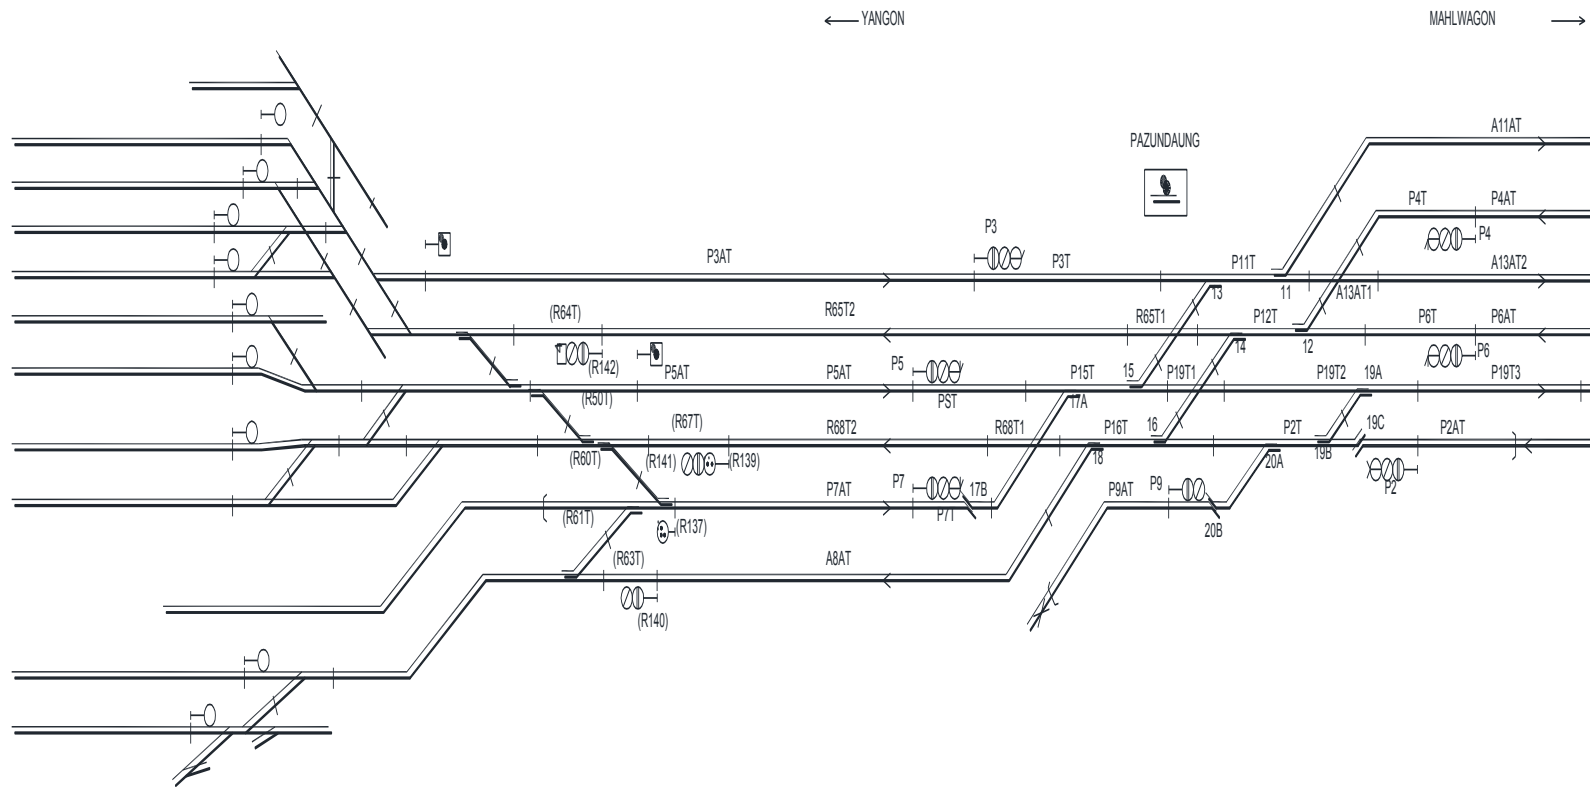 YANGON
MAHLWAGON
A11AT
PAZUNDAUNG
P4T
P4AT
P3
P4
P3AT
P3T
P11T
A13AT2
13
11
A13AT1
(R64T)
R65T2
R65T1
P12T
P6T
P6AT
14
12
P6
(R142)
P5
P5AT
P5AT
P15T
15
P19T1
P19T2
19A
P19T3
(R50T)
PST
17A
(R67T)
R68T2
R68T1
P16T
16
P2T
19C
P2AT
(R60T)
(R141)
(R139)
18
20A
19B
P7AT
P7
17B
P9AT
P9
P2
(R61T)
(R137)
P7T
20B
(R63T)
A8AT
(R140)